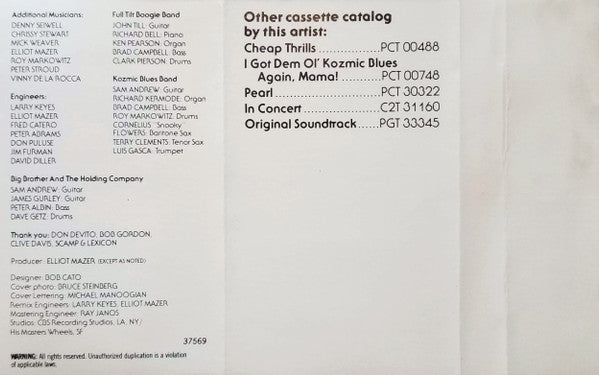 Additional Musicians:
DENNY SEIWELL
CHRISSY STEWART
MICK WEAVER
ELLIOT MAZER
ROY MARKOWITZ
PETER STROUD
VINNY DE LA ROCCA
Engineers:
LARRY KEYES
ELLIOT MAZER
FRED CATERO
PETER ABRAMS
DON PULUSE
JIM FURMAN
DAVID DILLER
Big Brother And The Holding Company
SAM ANDREW: Guitar
JAMES GURLEY: Guitar
PETER ALBIN: Bass
DAVE GETZ: Drums
Thank you: DON DEVITO, BOB GORDON,
CLIVE DAVIS, SCAMP & LEXICON
Producer: ELLIOT MAZER (EXCEPT AS NOTED)
Designer: BOB CATO
Cover photo: BRUCE STEINBERG
Cover Lettering: MICHAEL MANOOGIAN
Remix Engineers: LARRY KEYES, ELLIOT MAZER
Mastering Engineer: RAY JANOS
Studios: CBS Recording Studios, LA, NY/
His Masters Wheels, SF
37569
WARNING: All rights reserved. Unauthorized duplication is a violation
of applicable laws.
Full Tilt Boogie Band
JOHN TILL: Guitar
RICHARD BELL: Piano
KEN PEARSON: Organ
BRAD CAMPBELL: Bass
CLARK PIERSON: Drums
Kozmic Blues Band
SAM ANDREW: Guitar
RICHARD KERMODE: Organ
BRAD CAMPBELL: Bass
ROY MARKOWITZ: Drums
CORNELIUS "Snooky"
FLOWERS: Baritone Sax
TERRY CLEMENTS: Tenor Sax
LUIS GASCA: Trumpet
Other cassette catalog
by this artist:
Cheap Thrills ..............PCT 00488
I Got Dem Ol' Kozmic Blues
Again, Mama! .........PCT 00748
Pearl........................PCT 30322
In Concert.................C2T 31160
Original Soundtrack.....PGT 33345